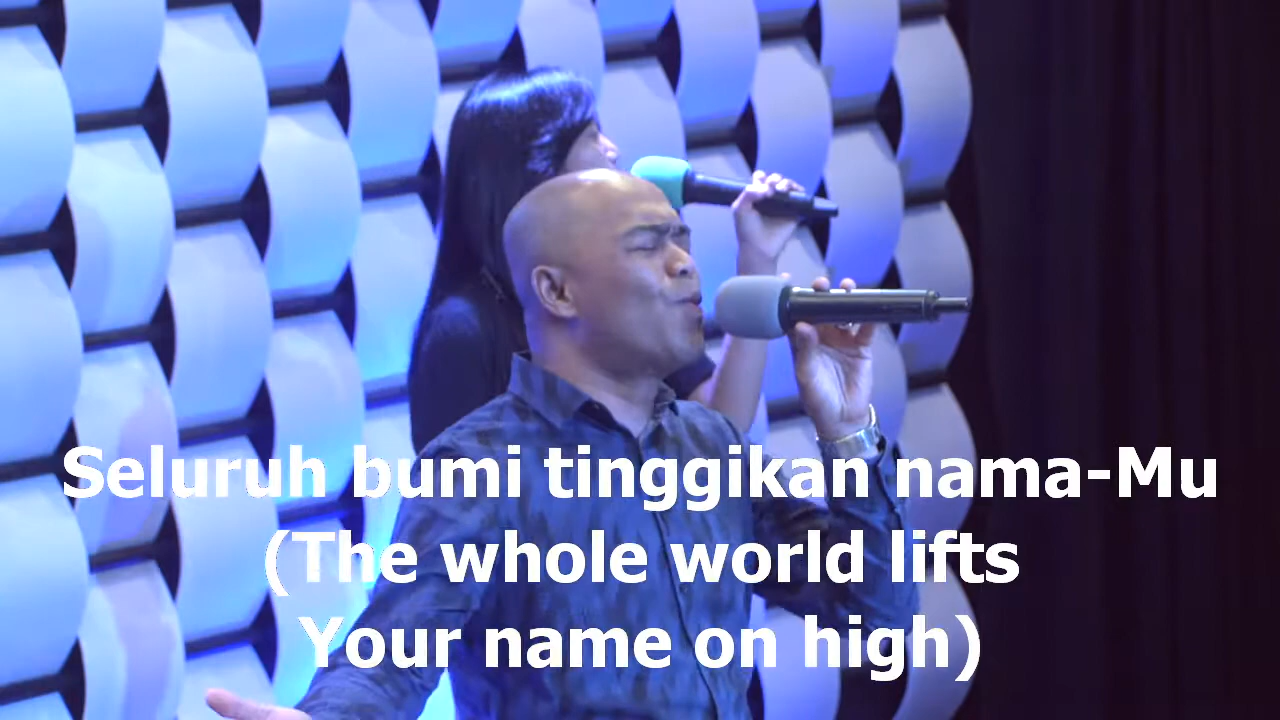 Seluruh bumi tinggikan nama-Mu
(The whole world lifts
Your name on high)